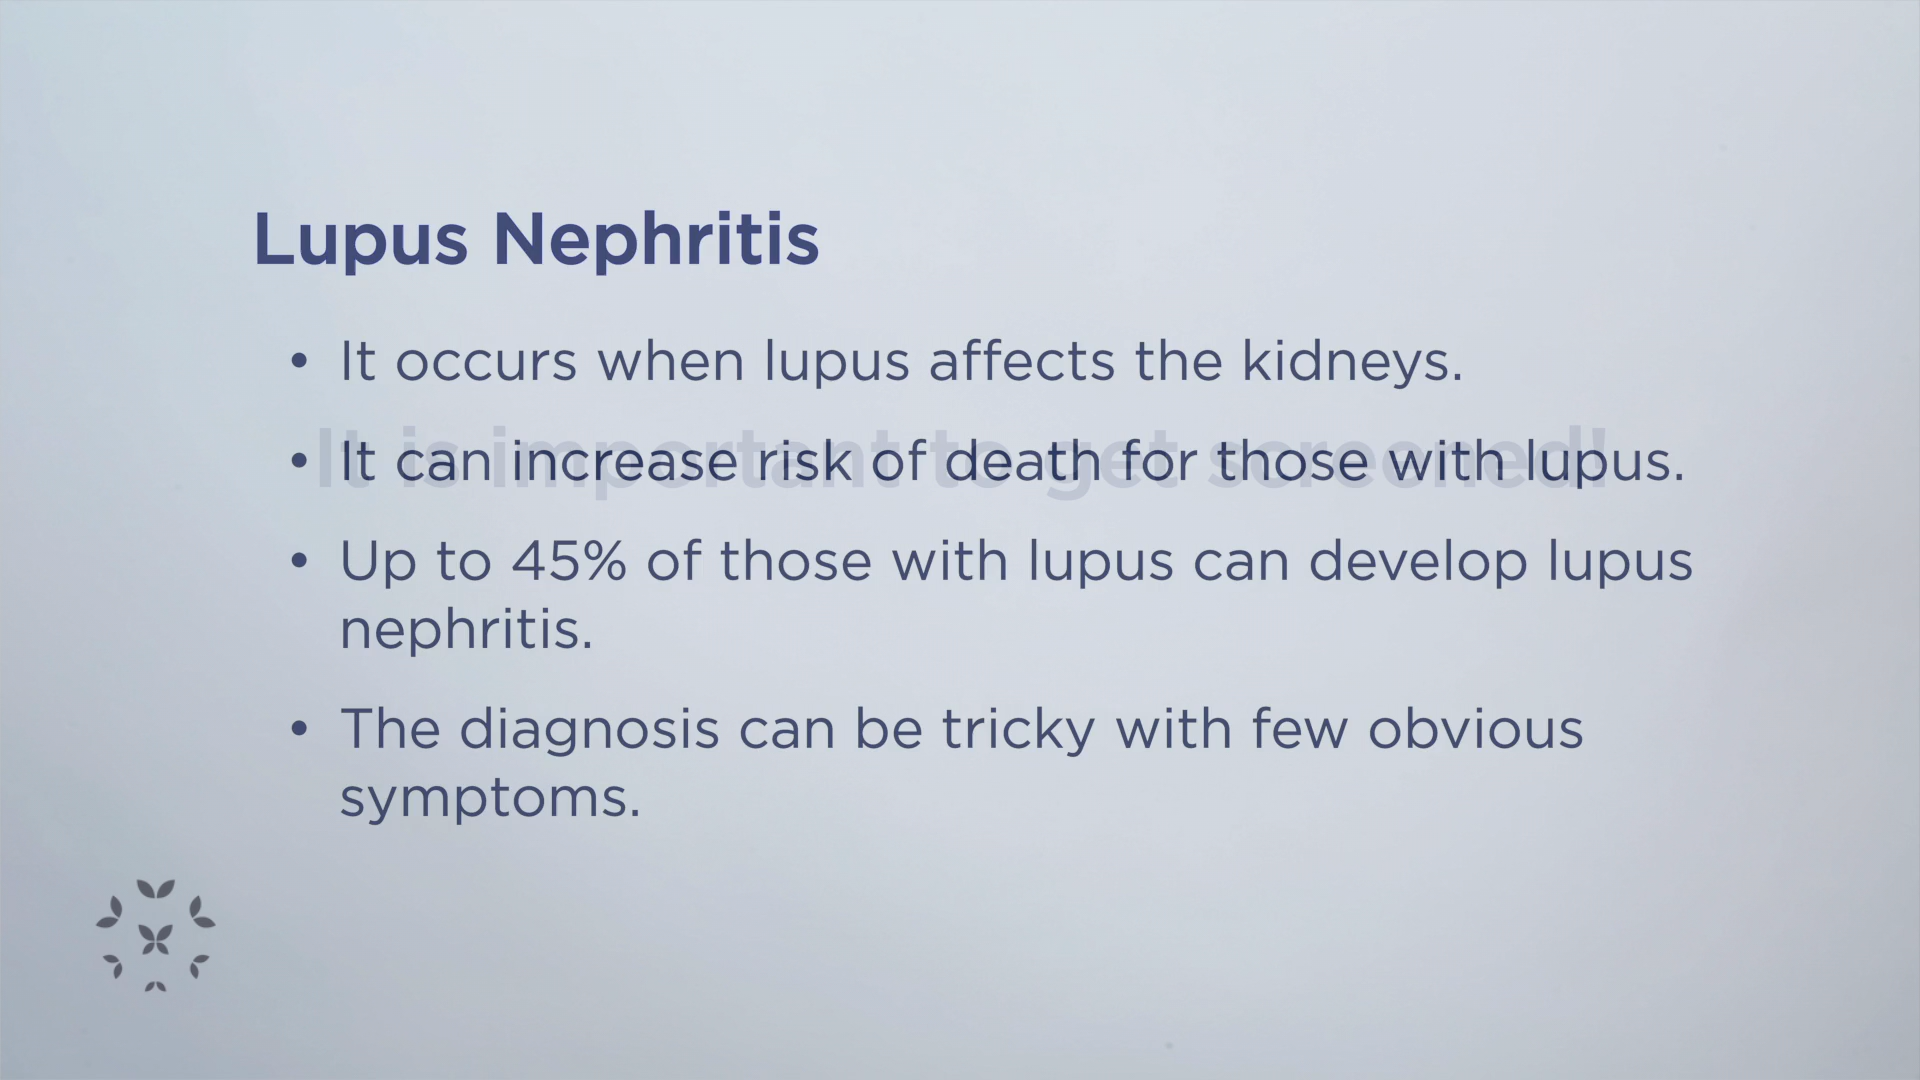 Lupus Nephritis
• It occurs when lupus affects the kidneys.
It is important to get screened!
• It can increase risk of death for those with lupus.
• Up to 45% of those with lupus can develop lupus
nephritis.
• The diagnosis can be tricky with few obvious
symptoms.